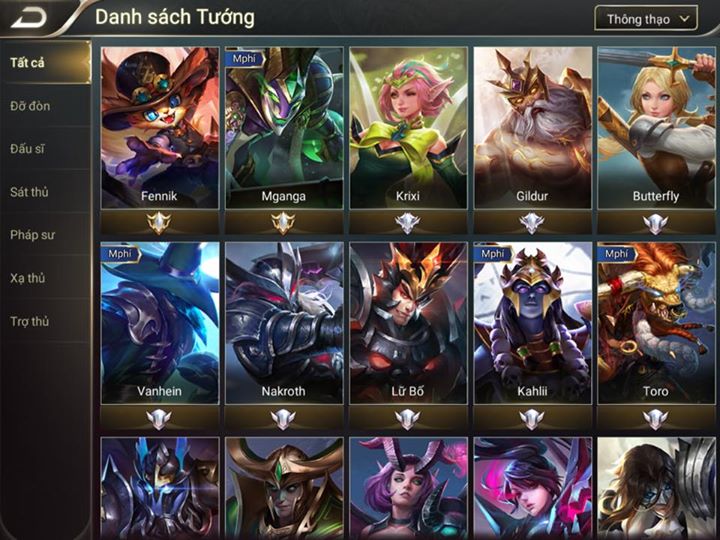 Danh sách Tướng
Thông thạo
Tất cả
Đỡ đòn
Đấu sĩ
Sát thủ
Pháp sư
Xạ thủ
Trợ thủ
Fennik
Mphí
Mganga
Krixi
Gildur
Butterfly
Mphí
Vanhein
Nakroth
Lữ Bố
Mphí
Kahlii
Mphí
Toro